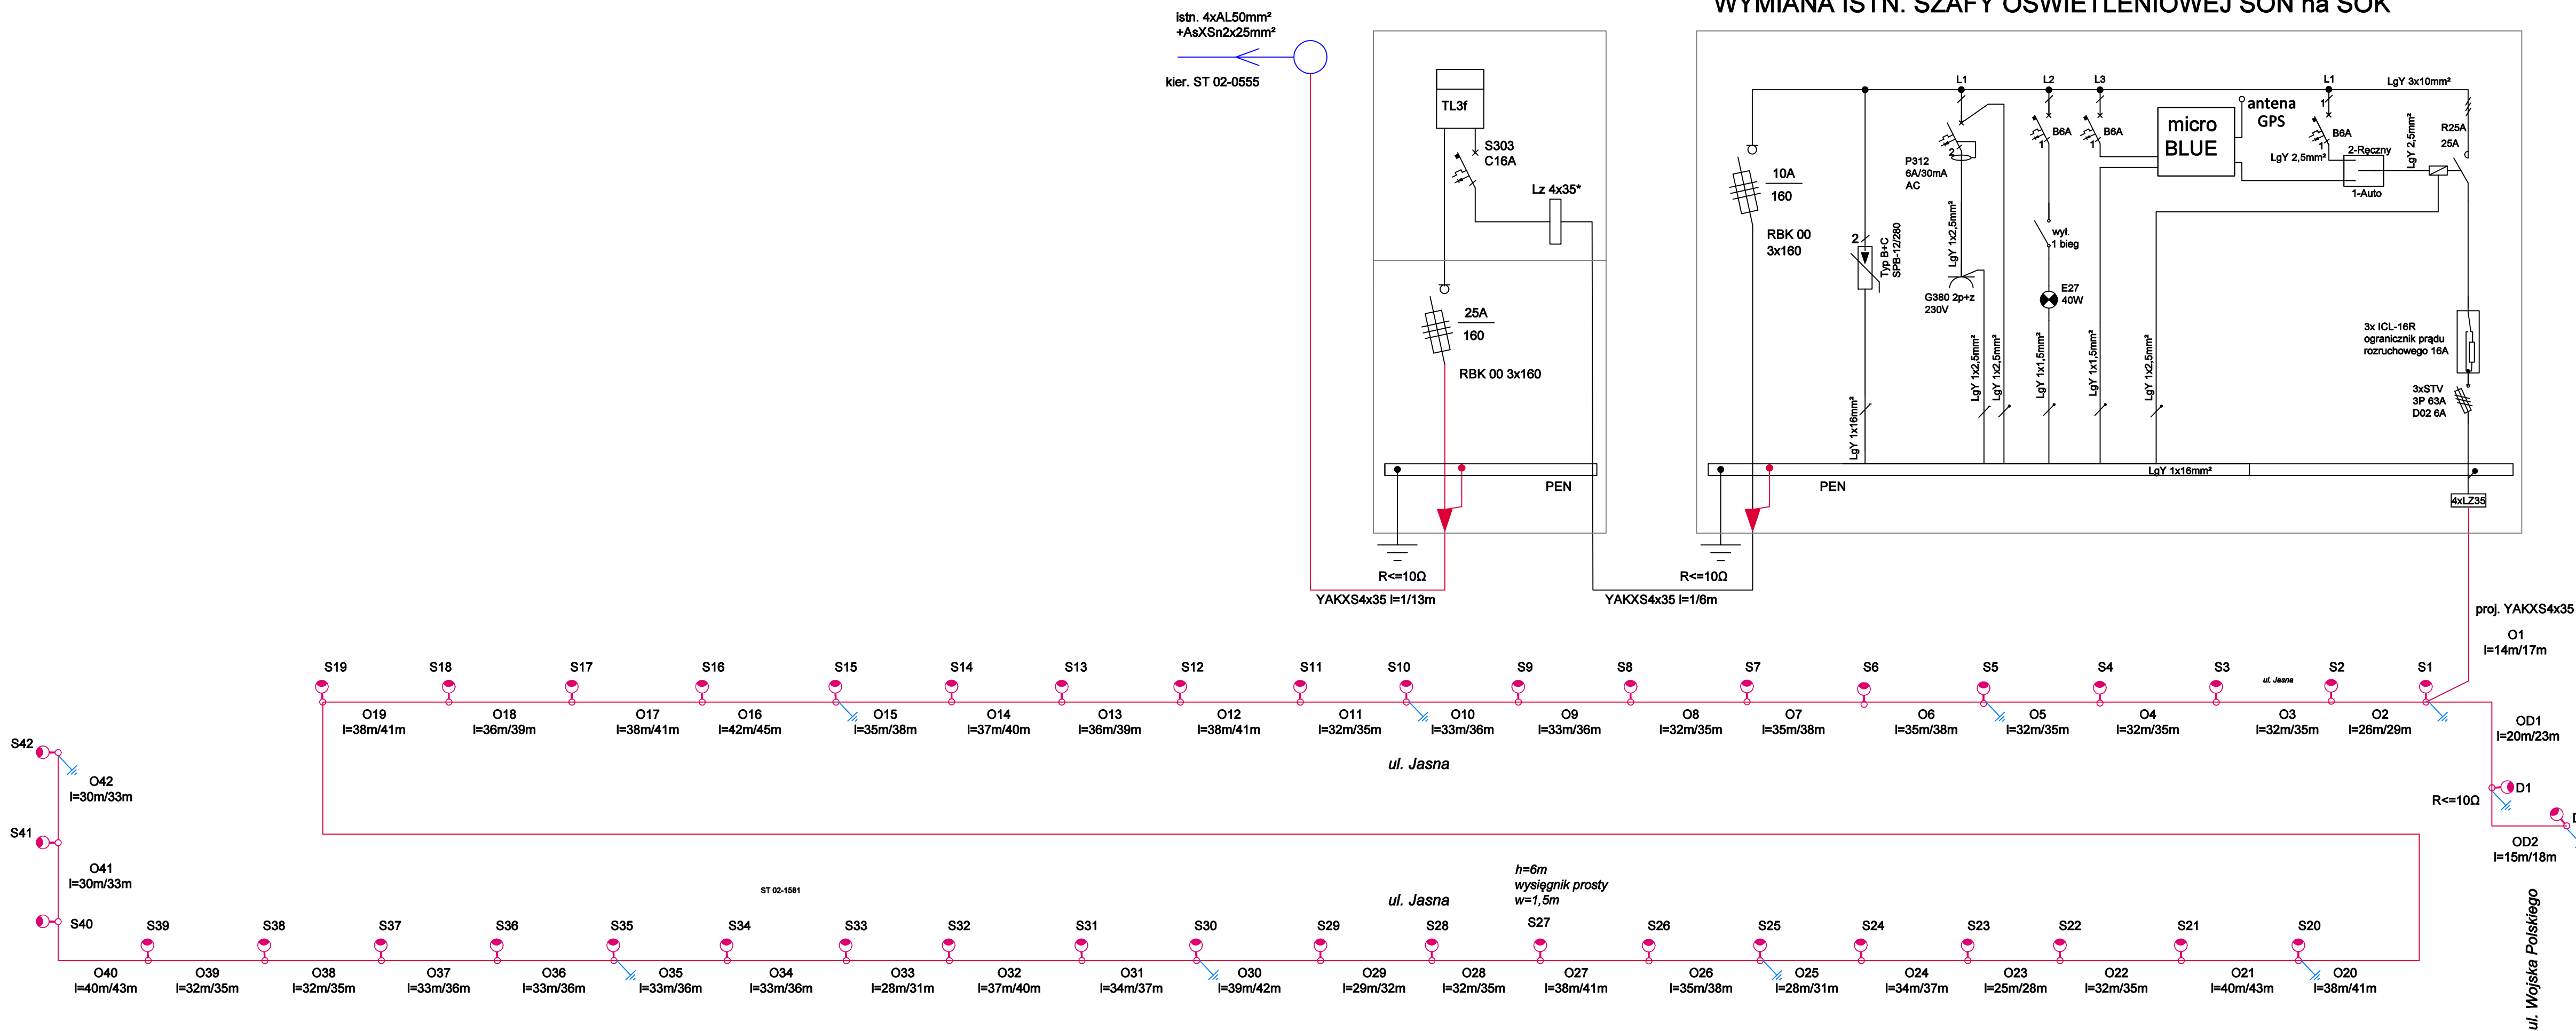 WYMIANA ISTN. SZAFY OŚWIETLENIOWEJ SON na SOK
istn. 4xAL50mm²
+AsXSn2x25mm²
kier. ST 02-0555
TL3f
S303
C16A
Lz 4x35*
25A
160
RBK 00 3x160
PEN
R<=10Ω
YAKXS4x35 l=1/13m
YAKXS4x35 l=1/6m
10A
160
RBK 00
3x160
2
Typ B+C
SPB-12/280
LgY 1x16mm²
L1
P312
6A/30mA
AC
2
LgY 1x2,5mm²
G380 2p+z
230V
LgY 1x2,5mm²
LgY 1x2,5mm²
L2
B6A
1
wył.
1 bieg
E27
40W
LgY 1x1,5mm²
L3
B6A
1
LgY 1x1,5mm²
micro
BLUE
antena
GPS
LgY 1x2,5mm²
L1
1
B6A
1
LgY 2,5mm²
2-Ręczny
1-Auto
LgY 2,5mm²
LgY 3x10mm²
R25A
25A
3x ICL-16R
ogranicznik prądu
rozruchowego 16A
3xSTV
3P 63A
D02 6A
LgY 1x16mm²
PEN
4xLZ35
R<=10Ω
proj. YAKXS4x35
O1
l=14m/17m
S19
S18
S17
S16
S15
S14
S13
S12
S11
S10
S9
S8
S7
S6
S5
S4
S3
ul. Jasna
S2
S1
O19
l=38m/41m
O18
l=36m/39m
O17
l=38m/41m
O16
l=42m/45m
O15
l=35m/38m
O14
l=37m/40m
O13
l=36m/39m
O12
l=38m/41m
O11
l=32m/35m
O10
l=33m/36m
O9
l=33m/36m
O8
l=32m/35m
O7
l=35m/38m
O6
l=35m/38m
O5
l=32m/35m
O4
l=32m/35m
O3
l=32m/35m
O2
l=26m/29m
OD1
l=20m/23m
ul. Jasna
D1
R<=10Ω
OD2
l=15m/18m
S42
O42
l=30m/33m
S41
O41
l=30m/33m
S40
ST 02-1581
ul. Jasna
h=6m
wysięgnik prosty
w=1,5m
ul. Wojska Polskiego
S39
S38
S37
S36
S35
S34
S33
S32
S31
S30
S29
S28
S27
S26
S25
S24
S23
S22
S21
S20
O40
l=40m/43m
O39
l=32m/35m
O38
l=32m/35m
O37
l=33m/36m
O36
l=33m/36m
O35
l=33m/36m
O34
l=33m/36m
O33
l=28m/31m
O32
l=37m/40m
O31
l=34m/37m
O30
l=39m/42m
O29
l=29m/32m
O28
l=32m/35m
O27
l=38m/41m
O26
l=35m/38m
O25
l=28m/31m
O24
l=34m/37m
O23
l=25m/28m
O22
l=32m/35m
O21
l=40m/43m
O20
l=38m/41m